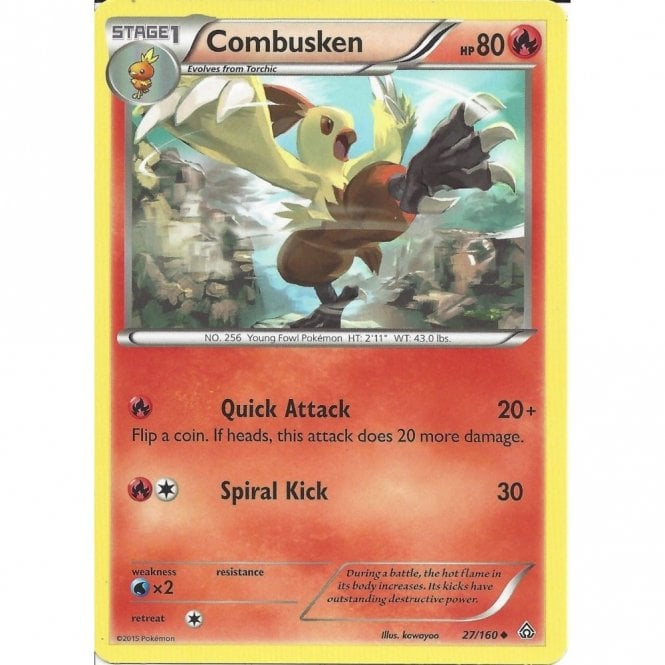 STAGE1
Combusken
HP80
Evolves from Torchic
NO. 256 Young Fowl Pokémon HT: 2'11" WT: 43.0 lbs.
Quick Attack 20+
Flip a coin. If heads, this attack does 20 more damage.
Spiral Kick 30
weakness resistance
×2
During a battle, the hot flame in
its body increases. Its kicks have
outstanding destructive power.
retreat
©2015 Pokémon
Illus. kawayoo 27/160